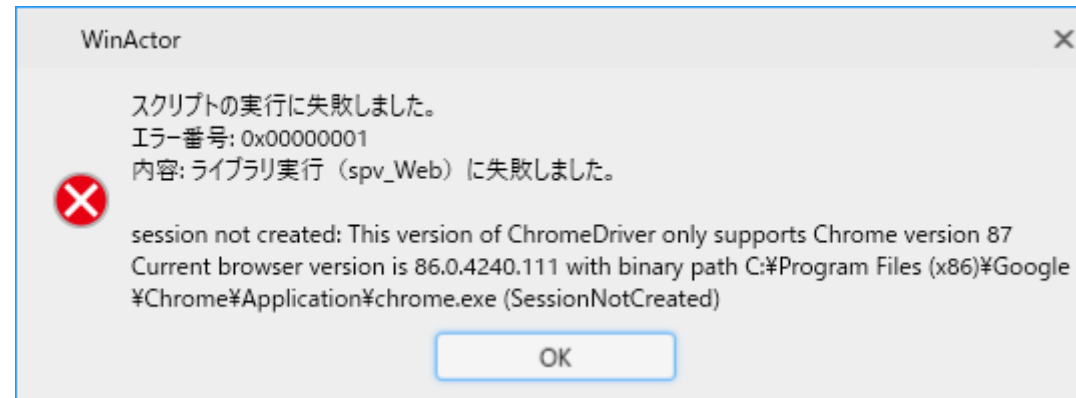 WinActor
スクリプトの実行に失敗しました。
エラー番号: 0x00000001
内容: ライブラリ実行（spv_Web）に失敗しました。
session not created: This version of ChromeDriver only supports Chrome version 87
Current browser version is 86.0.4240.111 with binary path C:¥Program Files (x86)¥Google
¥Chrome¥Application¥chrome.exe (SessionNotCreated)
OK